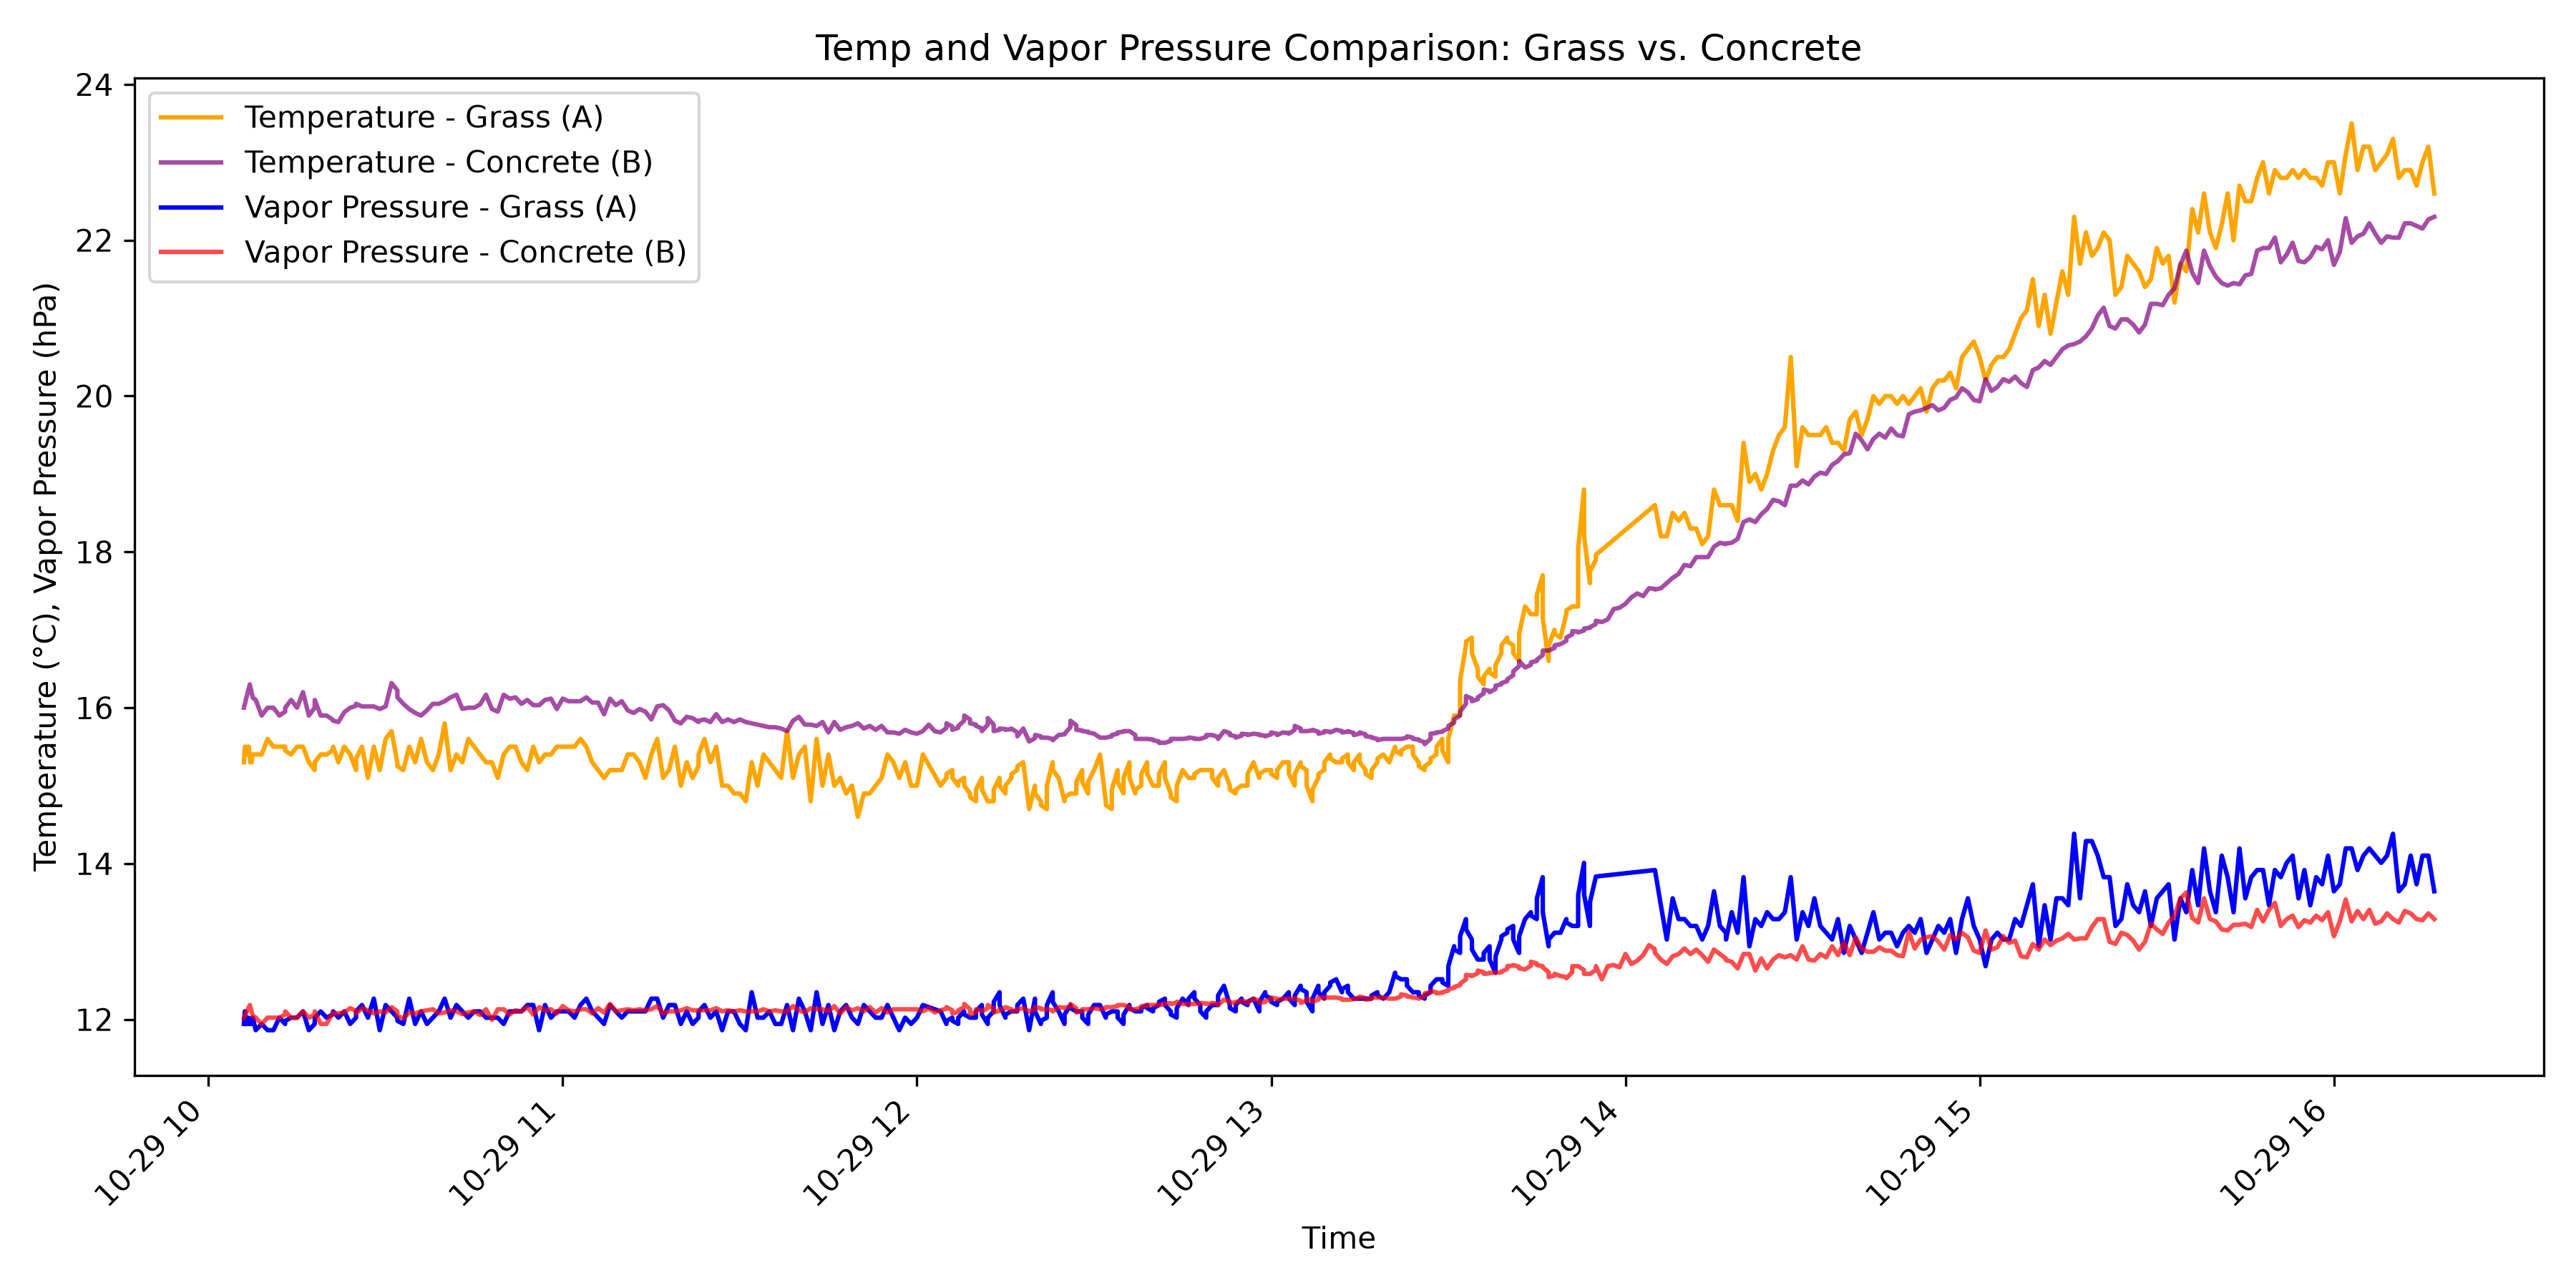 Temp and Vapor Pressure Comparison: Grass vs. Concrete
Temperature - Grass (A)
Temperature - Concrete (B)
Vapor Pressure - Grass (A)
Vapor Pressure - Concrete (B)
Temperature (°C), Vapor Pressure (hPa)
24
22
20
18
16
14
12
10-29 10
10-29 11
10-29 12
10-29 13
10-29 14
10-29 15
10-29 16
Time